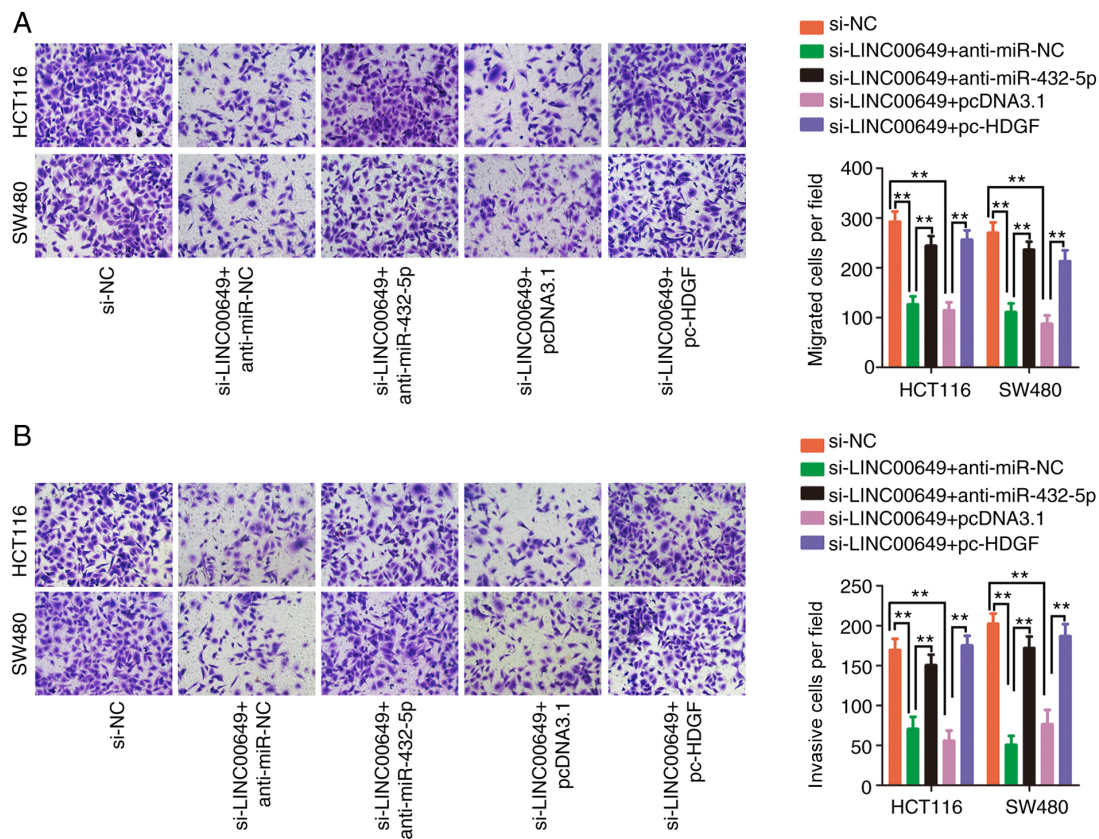 A
HCT116
SW480
si-NC
si-LINC00649+
anti-miR-NC
si-LINC00649+
anti-miR-432-5p
si-LINC00649+
pcDNA3.1
si-LINC00649+
pc-HDGF
si-NC
si-LINC00649+anti-miR-NC
si-LINC00649+anti-miR-432-5p
si-LINC00649+pcDNA3.1
si-LINC00649+pc-HDGF
Migrated cells per field
400
300
200
100
0
** **
** **
** ** ** **
HCT116 SW480
B
HCT116
SW480
si-NC
si-LINC00649+
anti-miR-NC
si-LINC00649+
anti-miR-432-5p
si-LINC00649+
pcDNA3.1
si-LINC00649+
pc-HDGF
si-NC
si-LINC00649+anti-miR-NC
si-LINC00649+anti-miR-432-5p
si-LINC00649+pcDNA3.1
si-LINC00649+pc-HDGF
Invasive cells per field
250
200
150
100
50
0
** **
** ** ** **
** **
HCT116 SW480